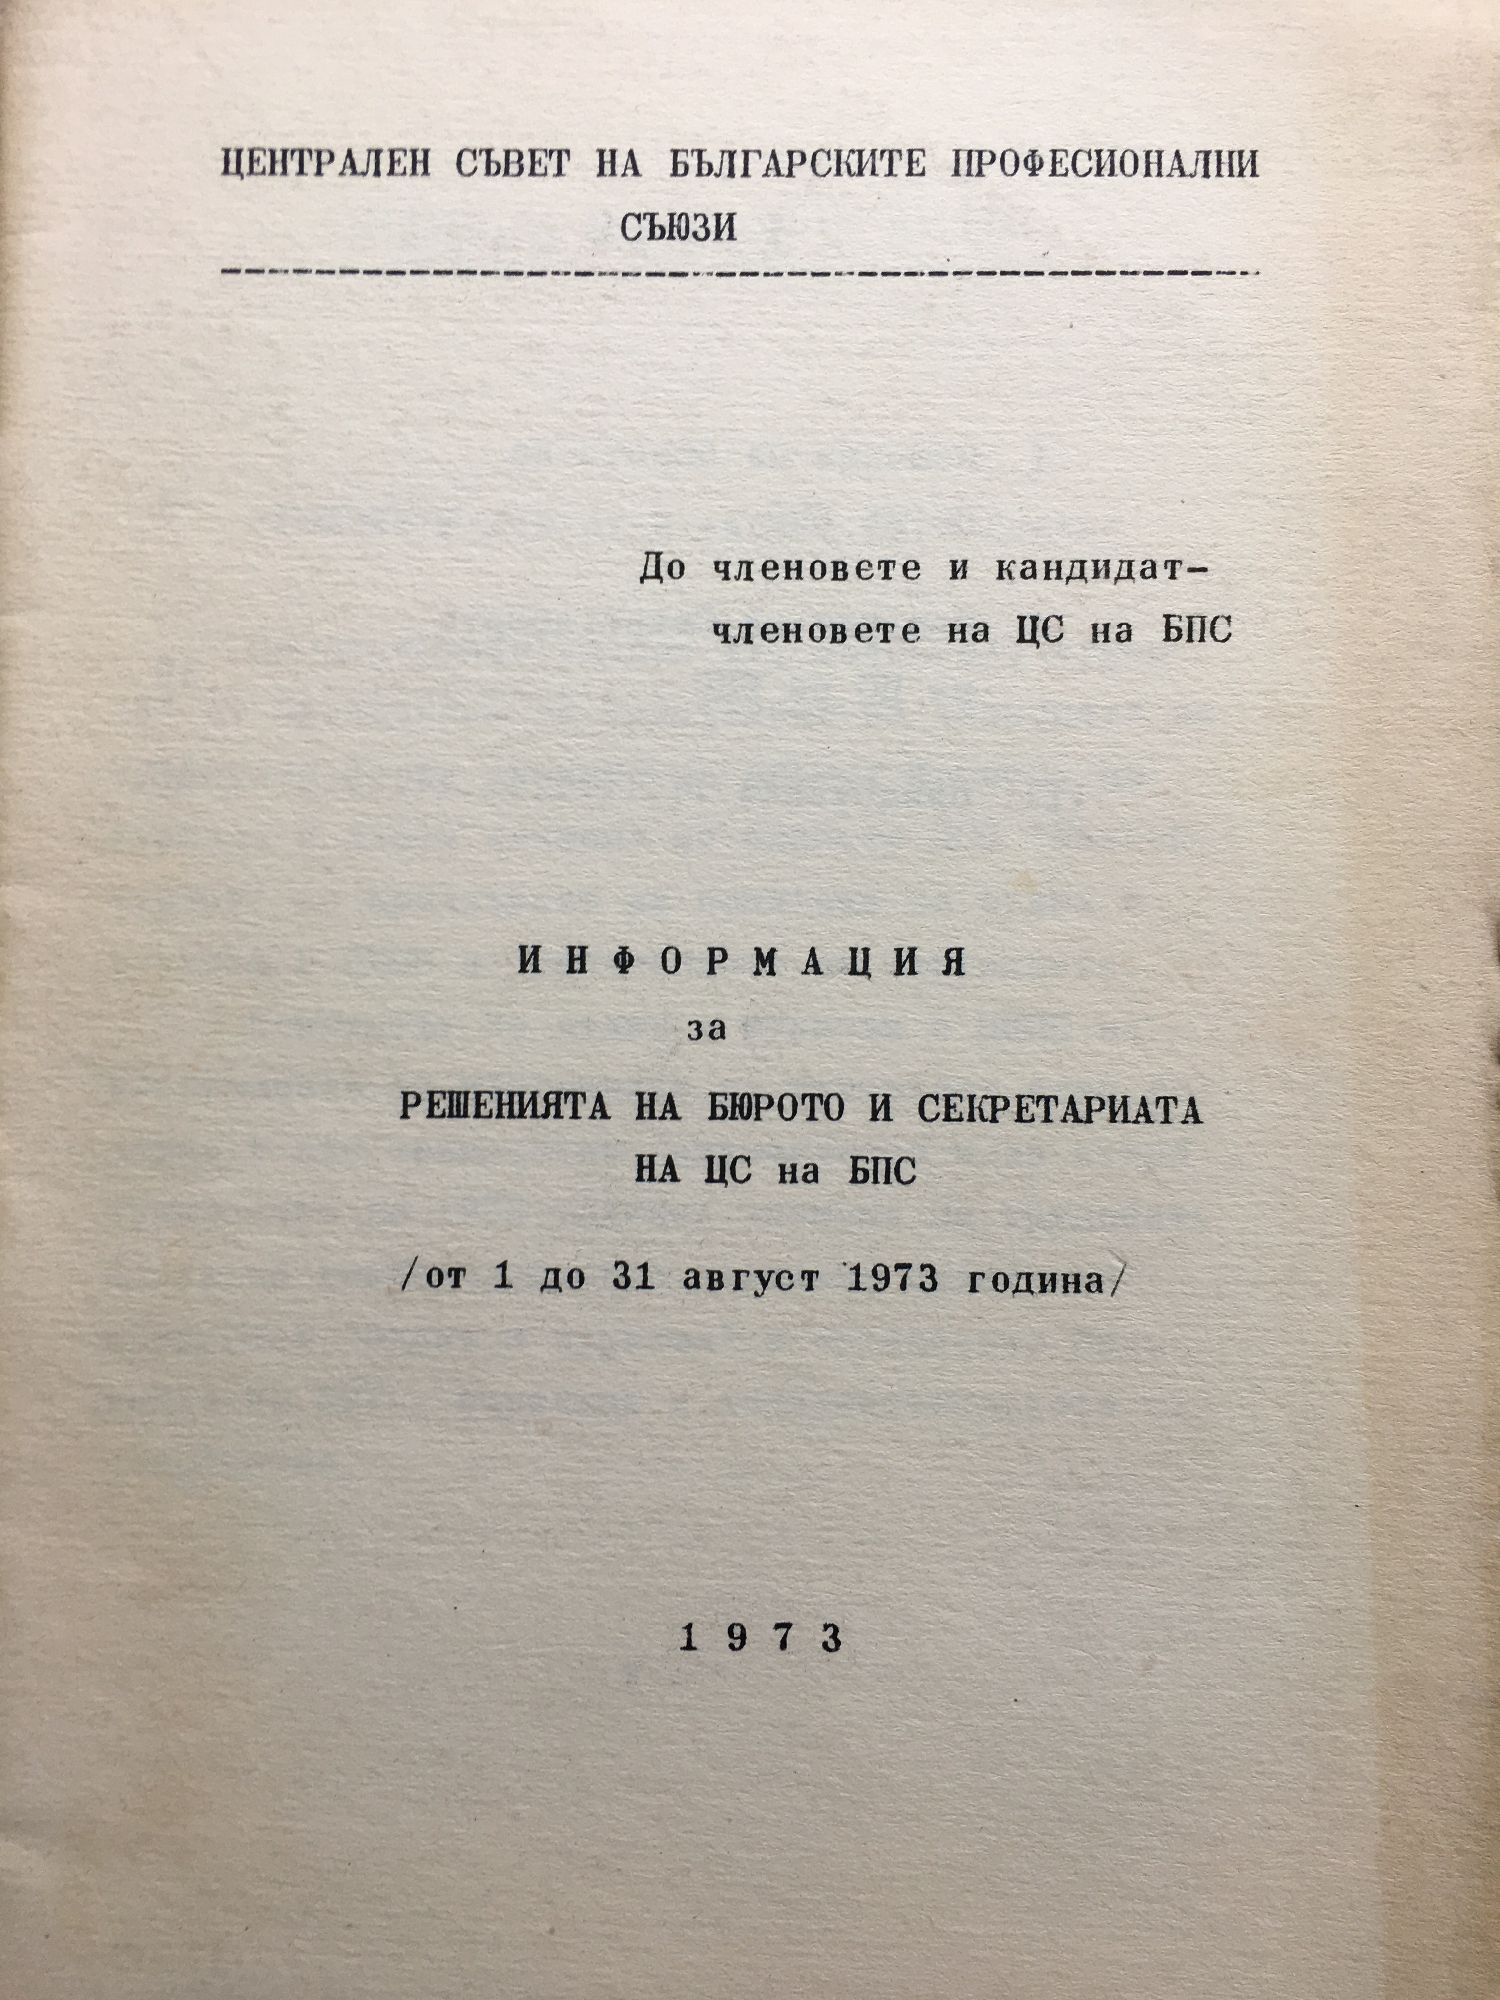 ЦЕНТРАЛЕН СЪВЕТ НА БЪЛГАРСКИТЕ ПРОФЕСИОНАЛНИ
СЪЮЗИ
До членовете и кандидат-
членовете на ЦС на БПС
И Н Ф О Р М А Ц И Я
за
РЕШЕНИЯТА НА БЮРОТО И СЕКРЕТАРИАТА
НА ЦС на БПС
/от 1 до 31 август 1973 година/
1 9 7 3